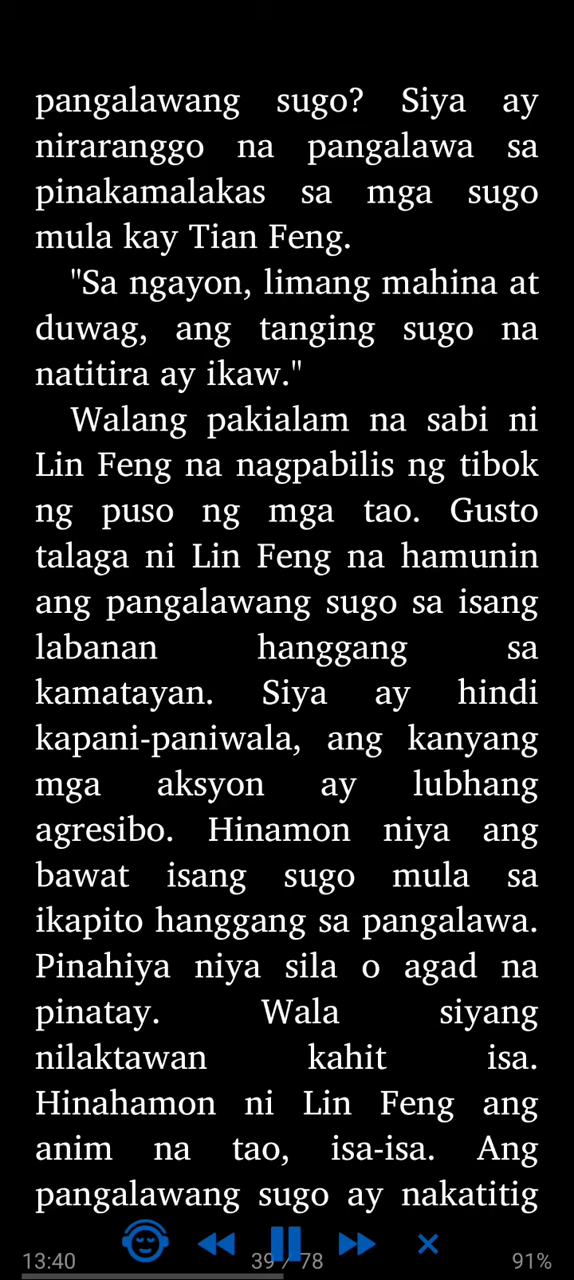 pangalawang sugo? Siya ay
niraranggo na pangalawa sa
pinakamalakas sa mga sugo
mula kay Tian Feng.
"Sa ngayon, limang mahina at
duwag, ang tanging sugo na
natitira ay ikaw."
Walang pakialam na sabi ni
Lin Feng na nagpabilis ng tibok
ng puso ng mga tao. Gusto
talaga ni Lin Feng na hamunin
ang pangalawang sugo sa isang
labanan hanggang sa
kamatayan. Siya ay hindi
kapani-paniwala, ang kanyang
mga aksyon ay lubhang
agresibo. Hinamon niya ang
bawat isang sugo mula sa
ikapito hanggang sa pangalawa.
Pinahiya niya sila o agad na
pinatay. Wala siyang
nilaktawan kahit isa.
Hinahamon ni Lin Feng ang
anim na tao, isa-isa. Ang
pangalawang sugo ay nakatitig
13:40 39 / 78 91%